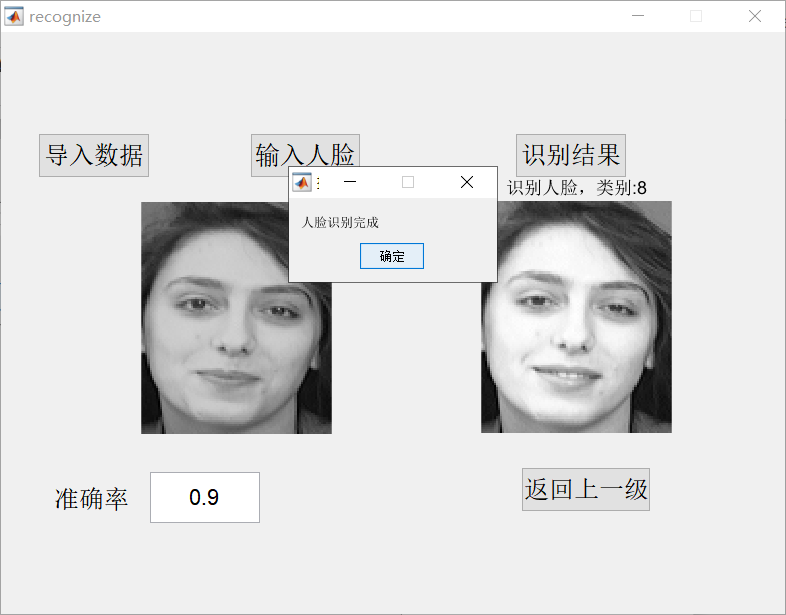 recognize
导入数据
输入人脸
识别结果
识别人脸，类别:8
人脸识别完成
确定
准确率
0.9
返回上一级